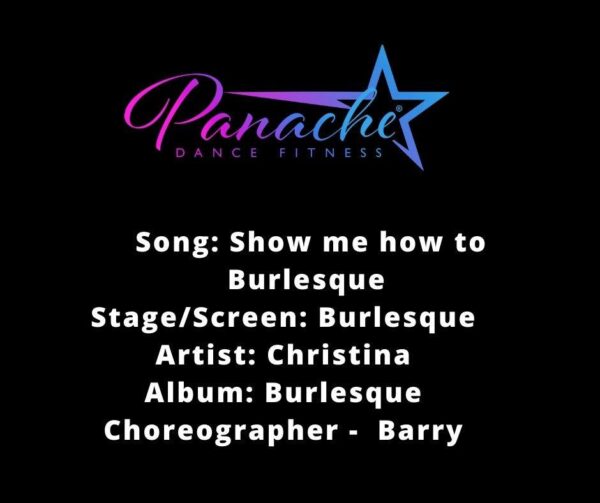 Panache®
DANCE FITNESS
Song: Show me how to
Burlesque
Stage/Screen: Burlesque
Artist: Christina
Album: Burlesque
Choreographer - Barry